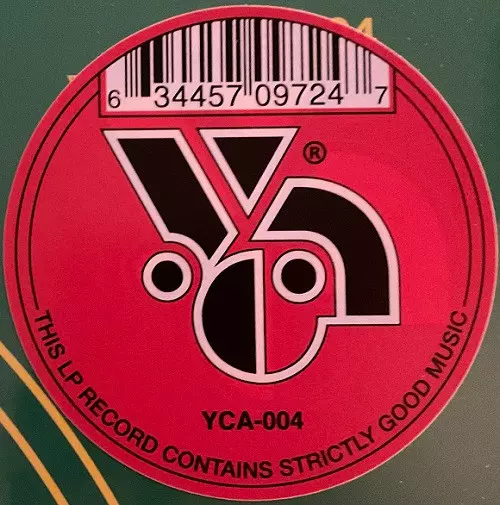 6 34457 09724 7
®
YCA-004
THIS LP RECORD CONTAINS STRICTLY GOOD MUSIC